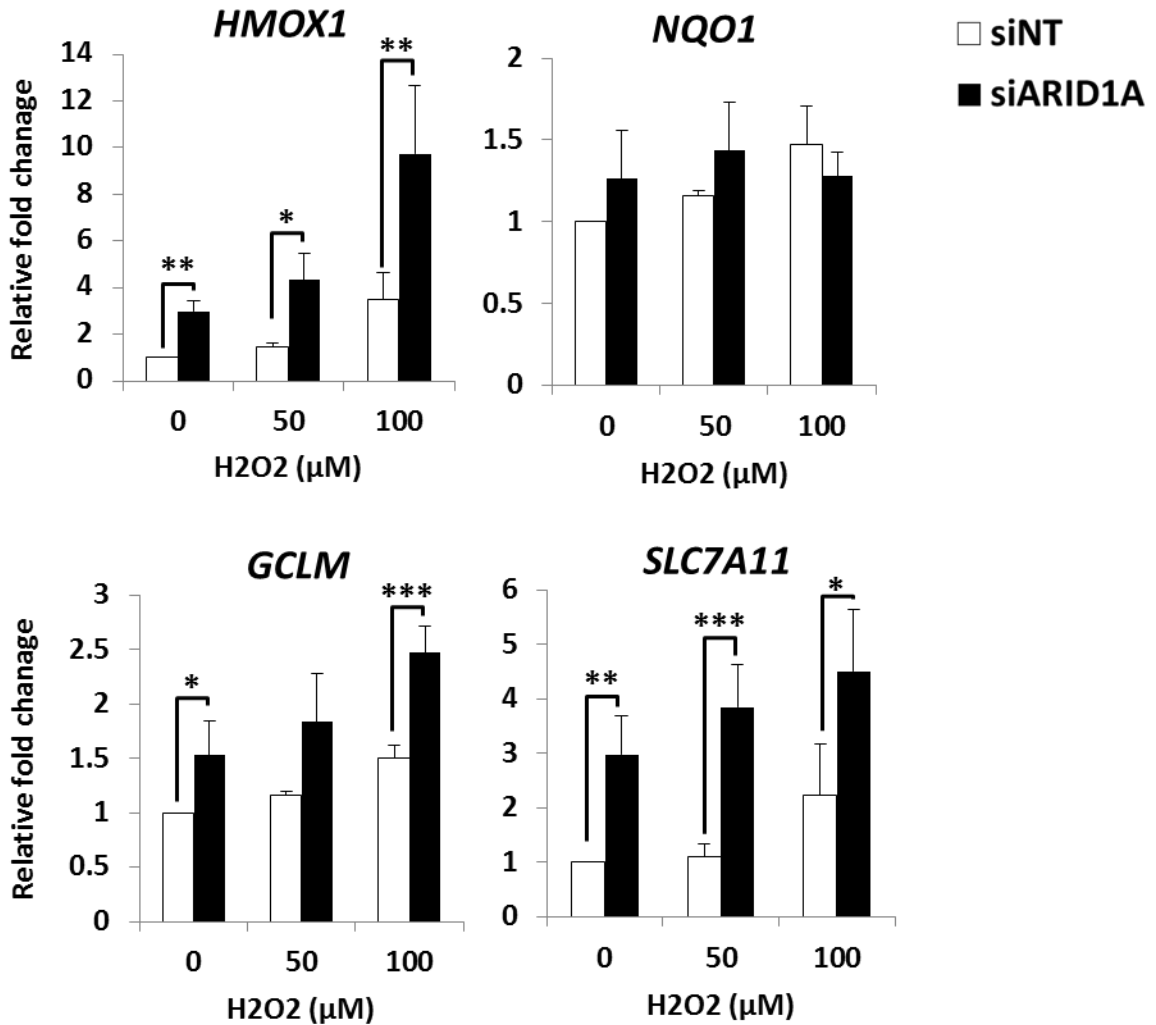 HMOX1
NQO1
siNT
siARID1A
Relative fold chanage
14
12
10
8
6
4
2
0
**
*
**
0 50 100
H2O2 (µM)
2
1.5
1
0.5
0
0 50 100
H2O2 (µM)
GCLM
Relative fold chanage
3
2.5
2
1.5
1
0.5
0
*
***
0 50 100
H2O2 (µM)
SLC7A11
6
5
4
3
2
1
0
**
***
*
0 50 100
H2O2 (µM)